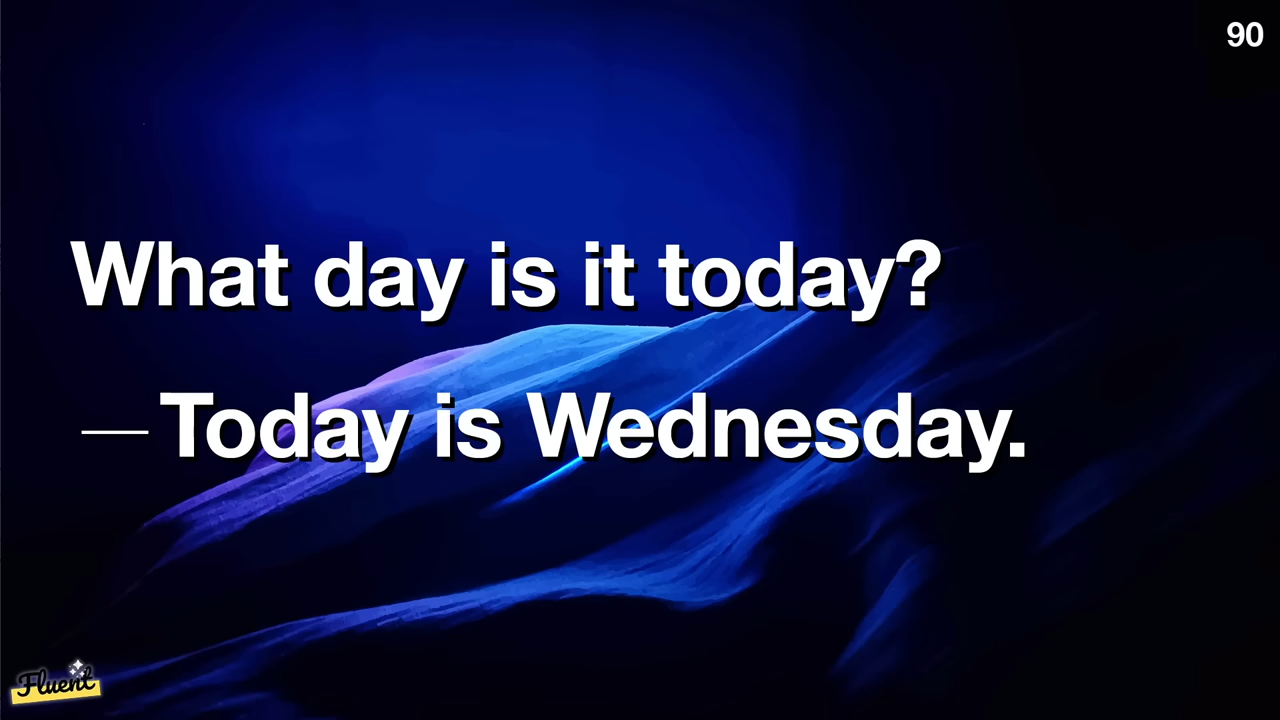 90
What day is it today?
— Today is Wednesday.
Fluent